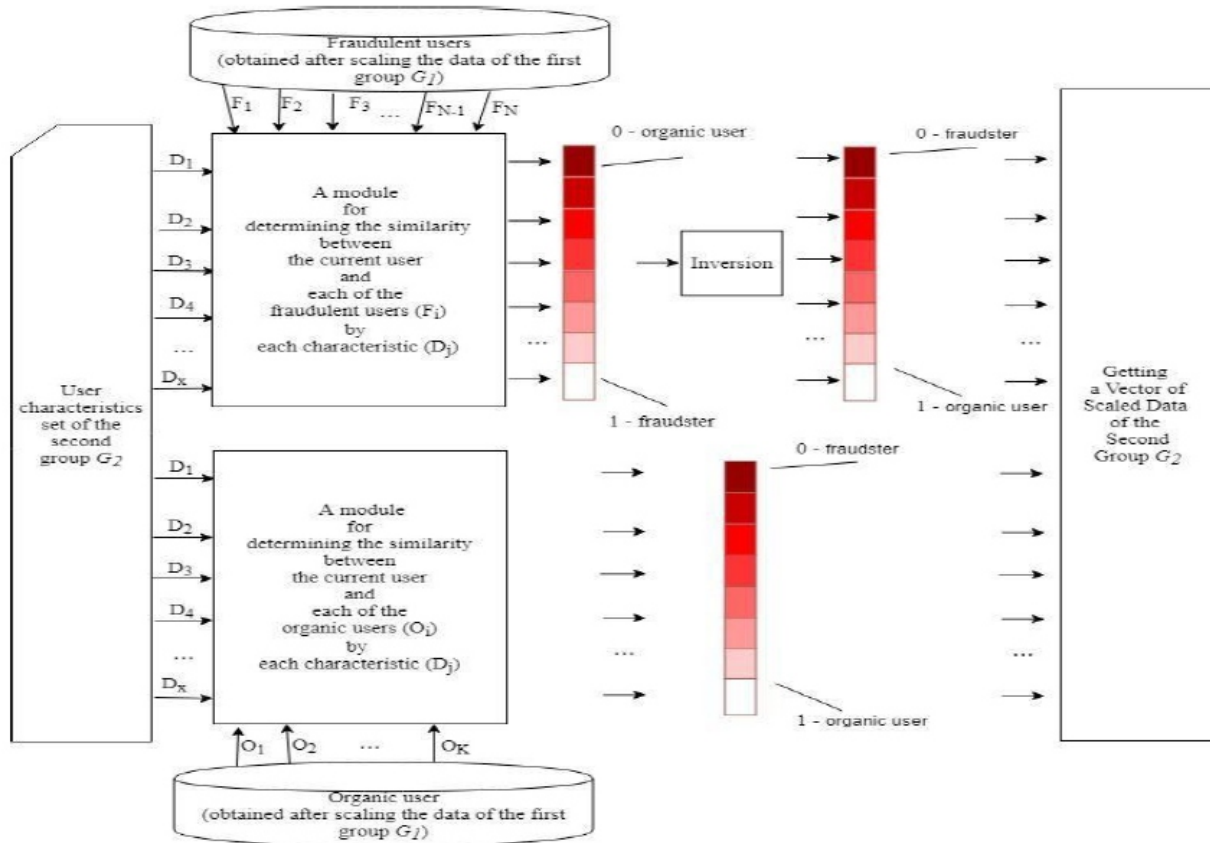 Fraudulent users
(obtained after scaling the data of the first
group G1)
F1
F2
F3
...
FN-1
FN
0 - organic user
0 - fraudster
D1
D2
D3
D4
...
Dx
A module
for
determining the similarity
between
the current user
and
each of the
fraudulent users (Fi)
by
each characteristic (Dj)
...
Inversion
...
...
1 - fraudster
1 - organic user
User
characteristics
set of the
second
group G2
Getting
a Vector of
Scaled Data
of the
Second
Group G2
D1
D2
D3
D4
...
Dx
A module
for
determining the similarity
between
the current user
and
each of the
organic users (Oi)
by
each characteristic (Dj)
0 - fraudster
...
...
1 - organic user
O1
O2
...
OK
Organic user
(obtained after scaling the data of the first
group G1)